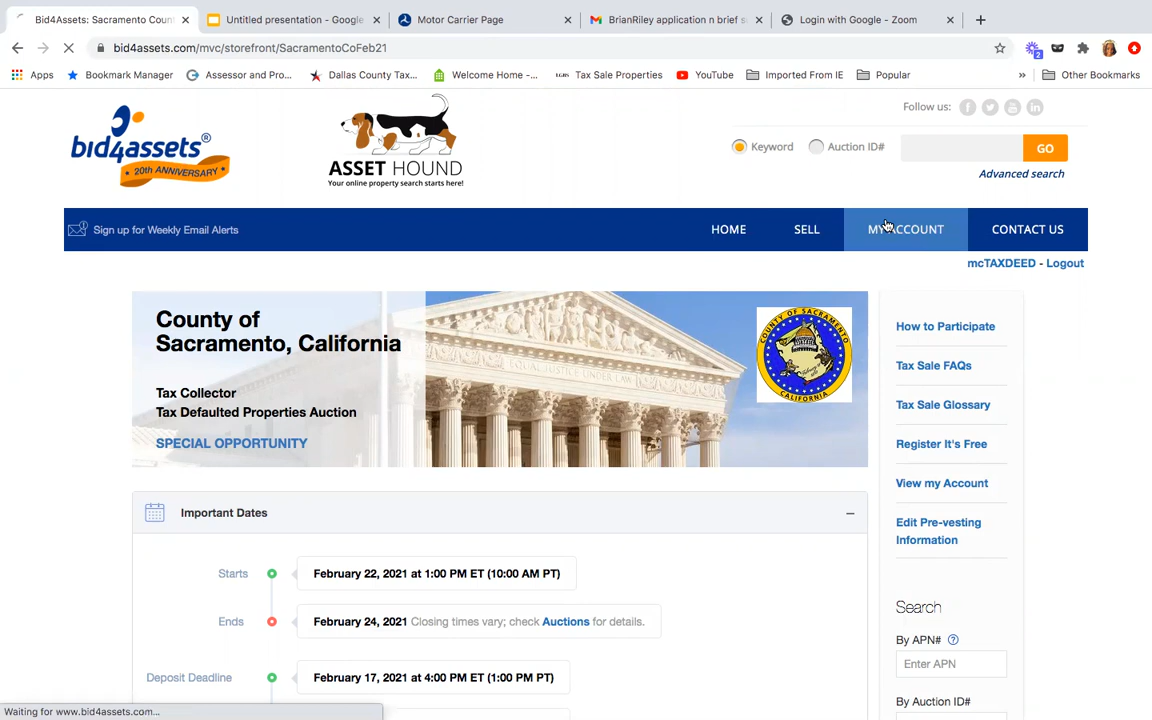 Bid4Assets: Sacramento Coun
Untitled presentation - Google
Motor Carrier Page
BrianRiley application n brief s
Login with Google - Zoom
bid4assets.com/mvc/storefront/SacramentoCoFeb21
Apps
Bookmark Manager
Assessor and Pro...
Dallas County Tax...
Welcome Home -...
Tax Sale Properties
YouTube
Imported From IE
Popular
»
Other Bookmarks
bid4assets®
20th ANNIVERSARY
ASSET HOUND
Your online property search starts here!
Follow us:
Keyword
Auction ID#
GO
Advanced search
Sign up for Weekly Email Alerts
HOME
SELL
MY ACCOUNT
CONTACT US
mcTAXDEED - Logout
County of
Sacramento, California
Tax Collector
Tax Defaulted Properties Auction
SPECIAL OPPORTUNITY
COUNTY OF SACRAMENTO
CALIFORNIA
How to Participate
Tax Sale FAQs
Tax Sale Glossary
Register It's Free
View my Account
Edit Pre-vesting
Information
Important Dates
Starts
February 22, 2021 at 1:00 PM ET (10:00 AM PT)
Ends
February 24, 2021 Closing times vary; check Auctions for details.
Deposit Deadline
February 17, 2021 at 4:00 PM ET (1:00 PM PT)
Search
By APN#
Enter APN
By Auction ID#
Waiting for www.bid4assets.com...